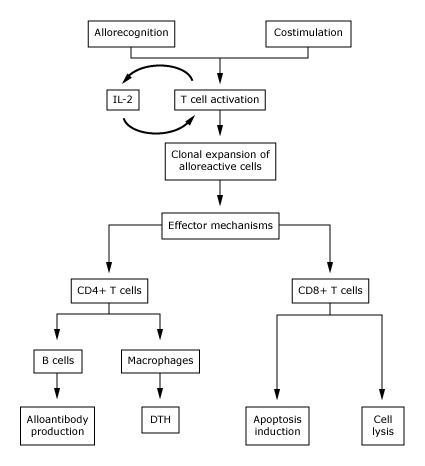 Allorecognition
Costimulation
IL-2
T cell activation
Clonal expansion of
alloreactive cells
Effector mechanisms
CD4+ T cells
CD8+ T cells
B cells
Macrophages
Alloantibody
production
DTH
Apoptosis
induction
Cell
lysis